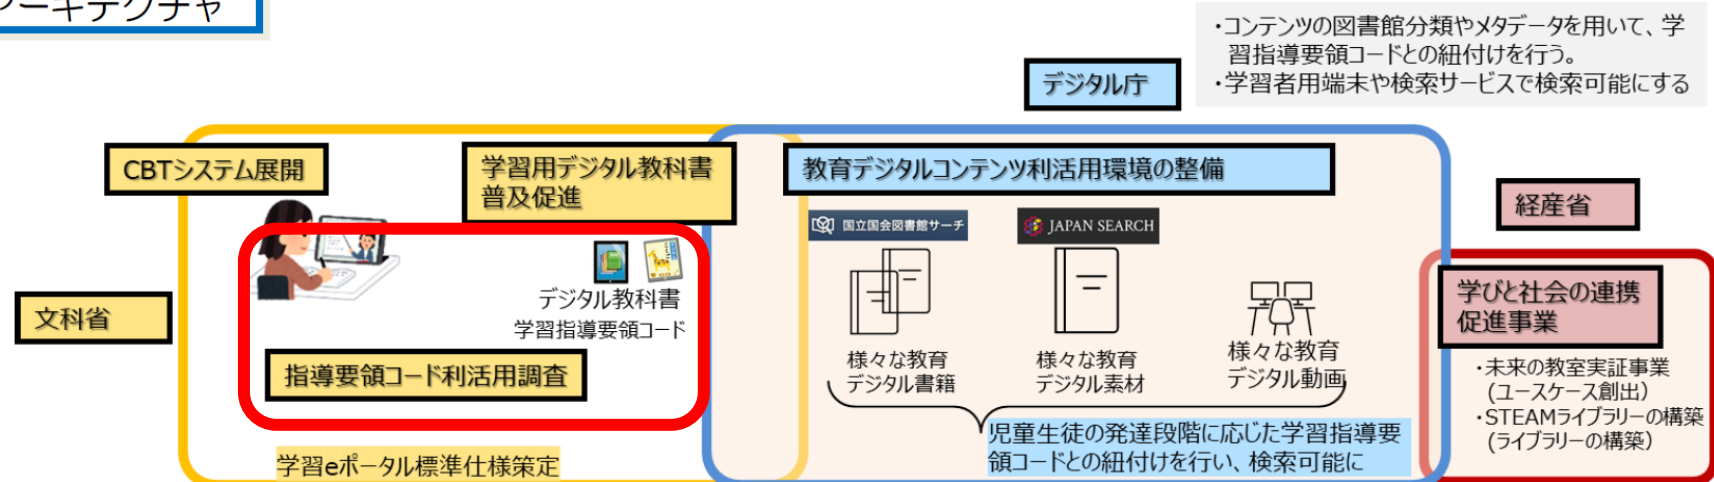 ーキテクチャ
・コンテンツの図書館分類やメタデータを用いて、学
習指導要領コードとの紐付けを行う。
・学習者用端末や検索サービスで検索可能にする
デジタル庁
CBTシステム展開
学習用デジタル教科書
普及促進
教育デジタルコンテンツ利活用環境の整備
経産省
国立国会図書館サーチ
JAPAN SEARCH
文科省
デジタル教科書
学習指導要領コード
指導要領コード利活用調査
様々な教育
デジタル書籍
様々な教育
デジタル素材
様々な教育
デジタル動画
学びと社会の連携
促進事業
・未来の教室実証事業
(ユースケース創出)
・STEAMライブラリーの構築
(ライブラリーの構築)
児童生徒の発達段階に応じた学習指導要
領コードとの紐付けを行い、検索可能に
学習eポータル標準仕様策定